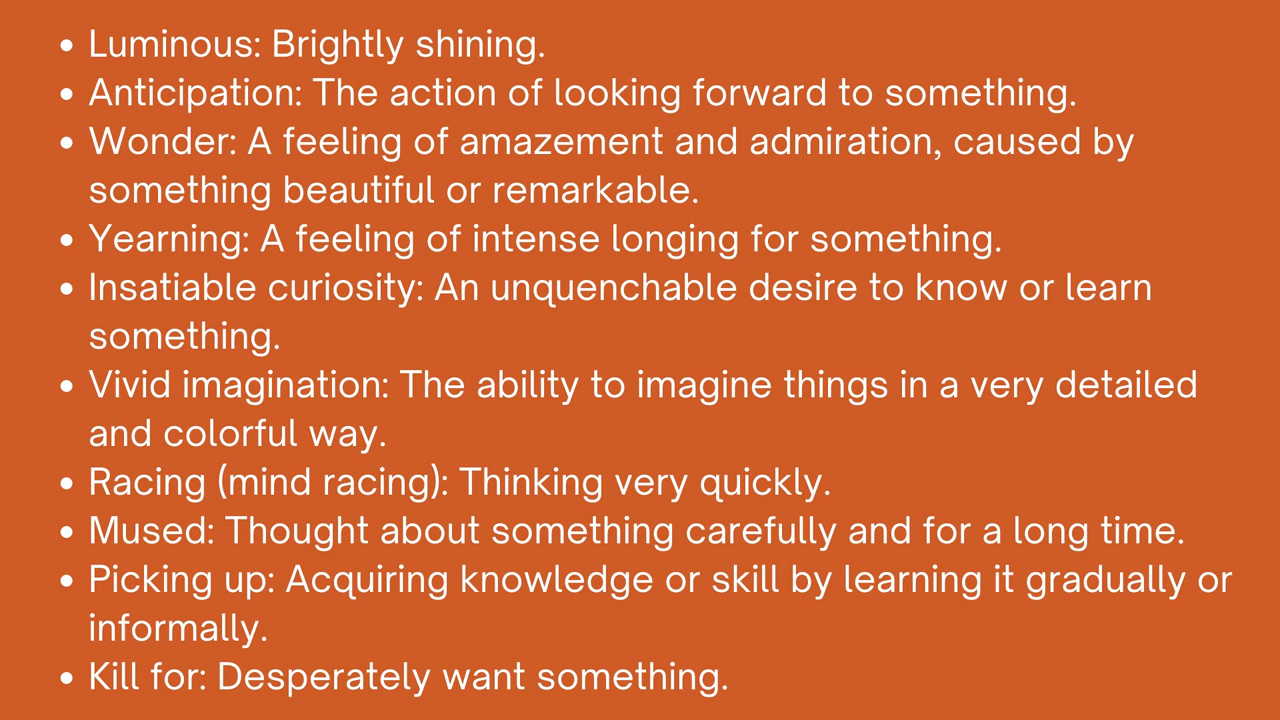 • Luminous: Brightly shining.
• Anticipation: The action of looking forward to something.
• Wonder: A feeling of amazement and admiration, caused by
something beautiful or remarkable.
• Yearning: A feeling of intense longing for something.
• Insatiable curiosity: An unquenchable desire to know or learn
something.
• Vivid imagination: The ability to imagine things in a very detailed
and colorful way.
• Racing (mind racing): Thinking very quickly.
• Mused: Thought about something carefully and for a long time.
• Picking up: Acquiring knowledge or skill by learning it gradually or
informally.
• Kill for: Desperately want something.